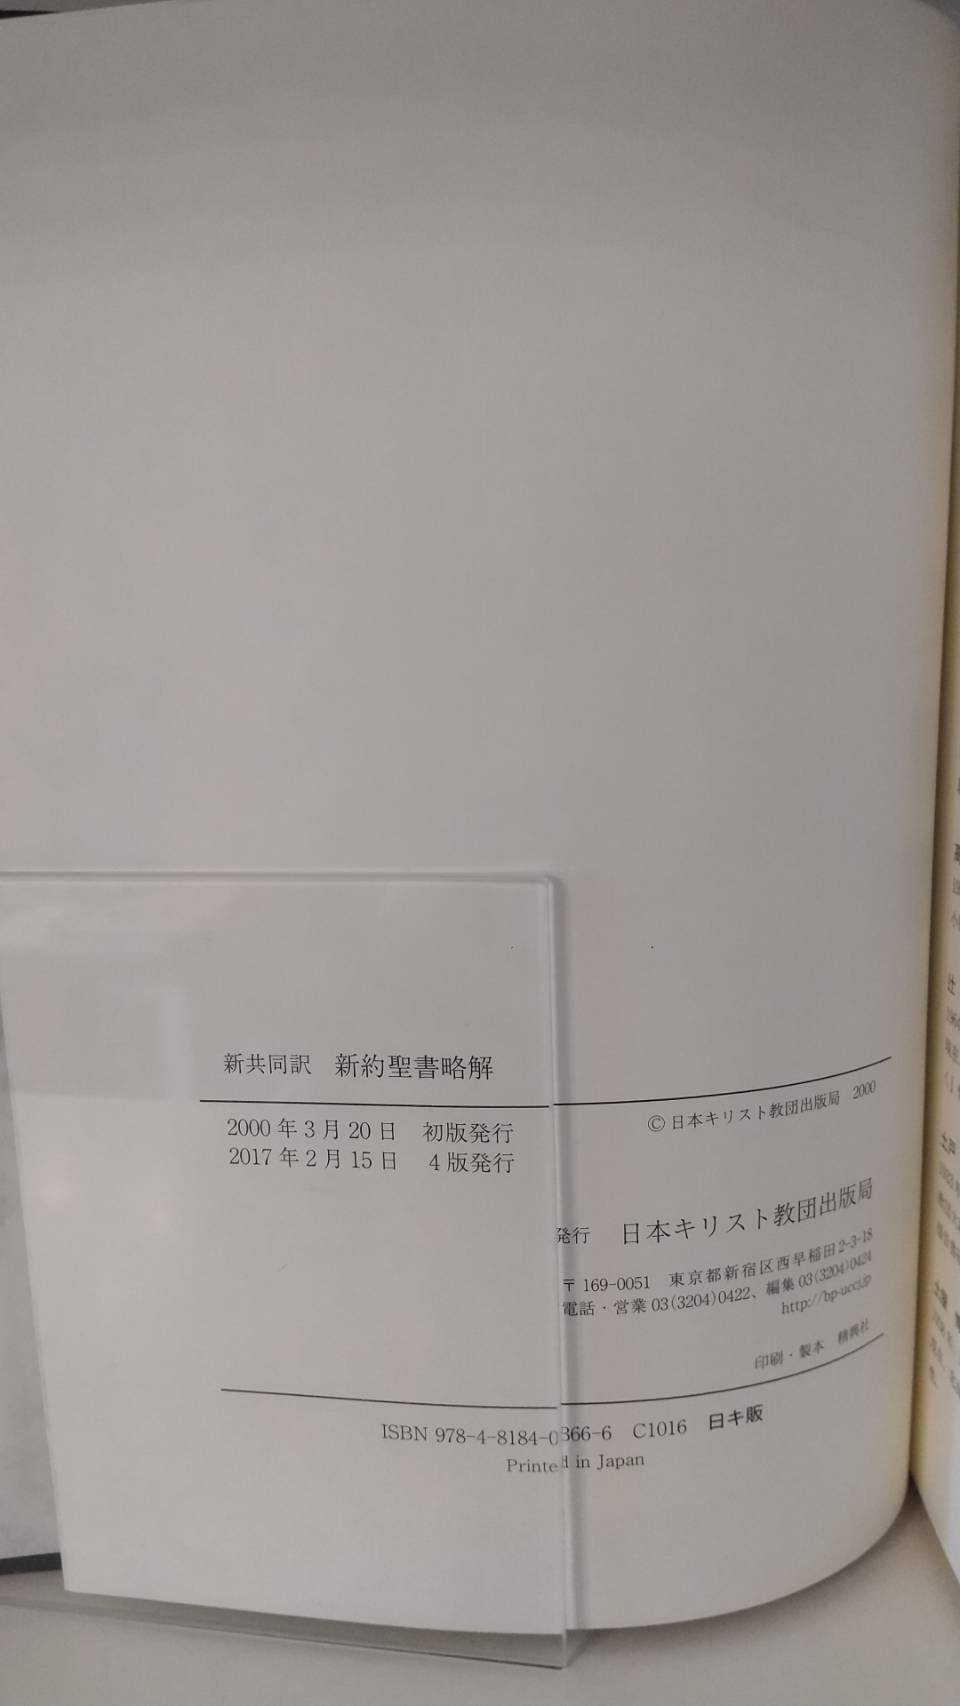 新共同訳　新約聖書略解
2000年3月20日　初版発行
2017年2月15日　4版発行
© 日本キリスト教団出版局　2000
発行　日本キリスト教団出版局
〒169-0051　東京都新宿区西早稲田2-3-18
電話・営業03(3204)0422、編集03(3204)0424
http://bp-uccj.jp
印刷・製本　精興社
ISBN 978-4-8184-0366-6　C1016　日キ販
Printed in Japan